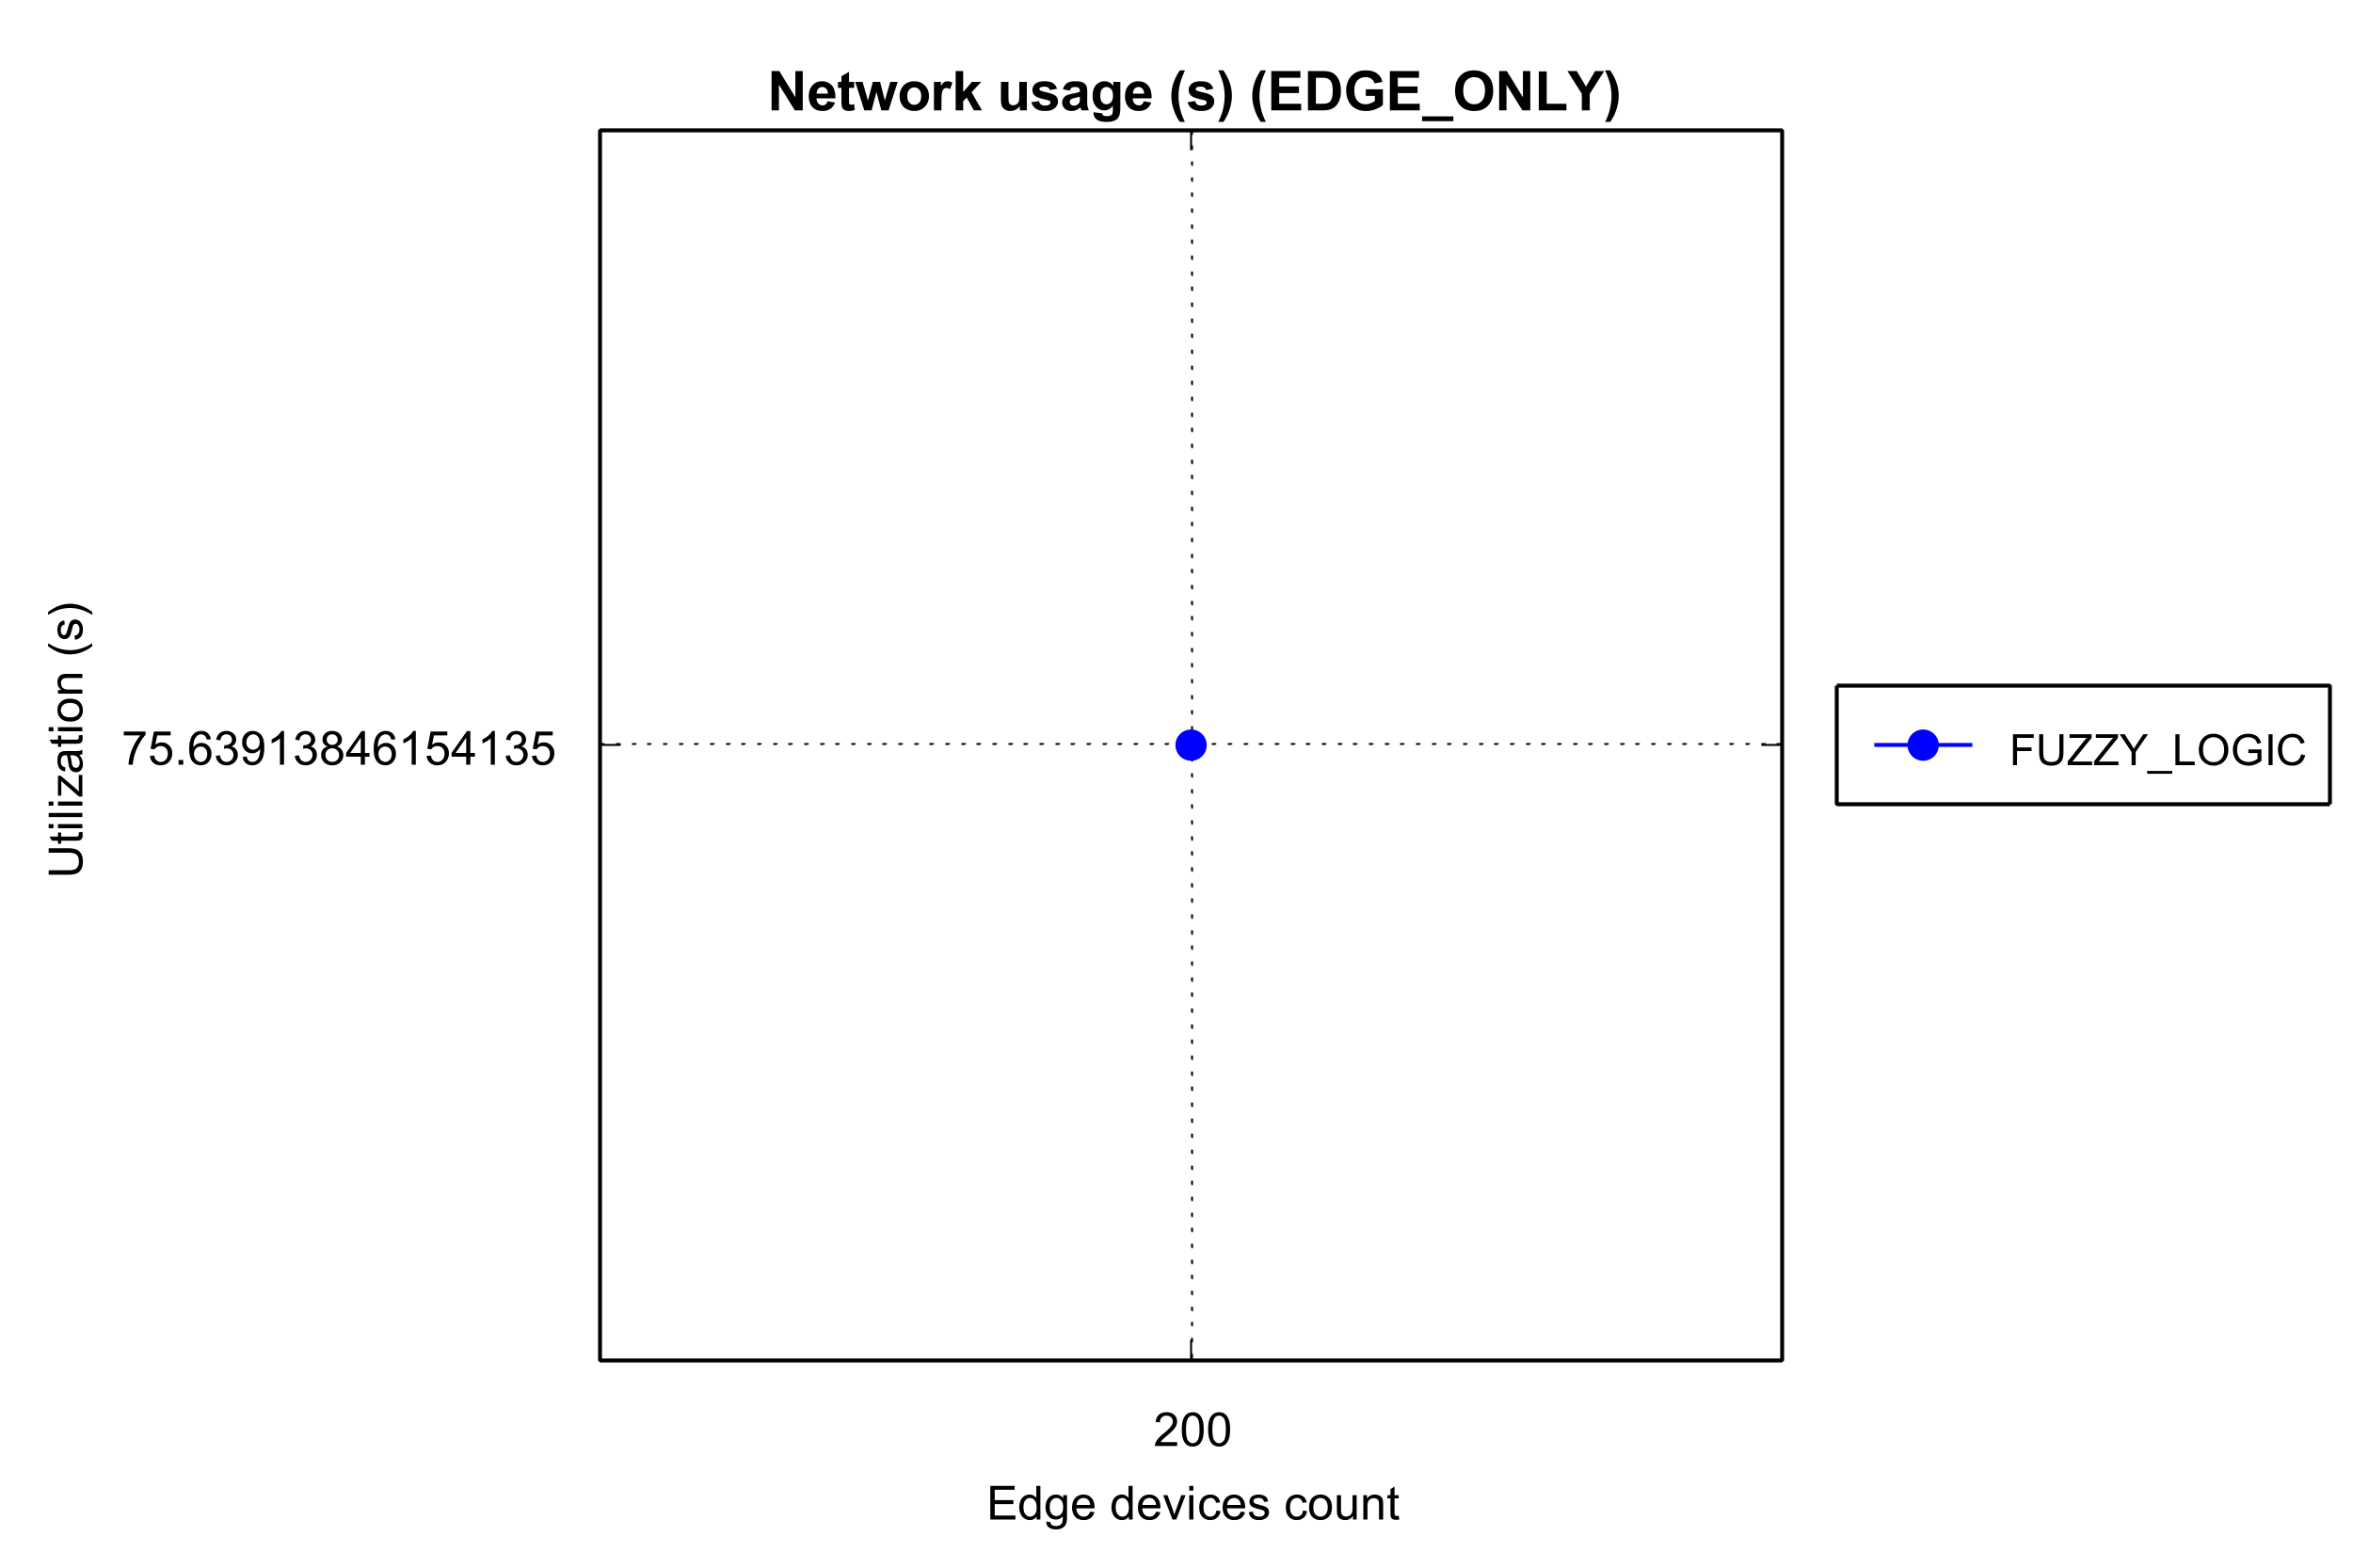 Network usage (s) (EDGE_ONLY)
Utilization (s)
75.63913846154135
FUZZY_LOGIC
200
Edge devices count